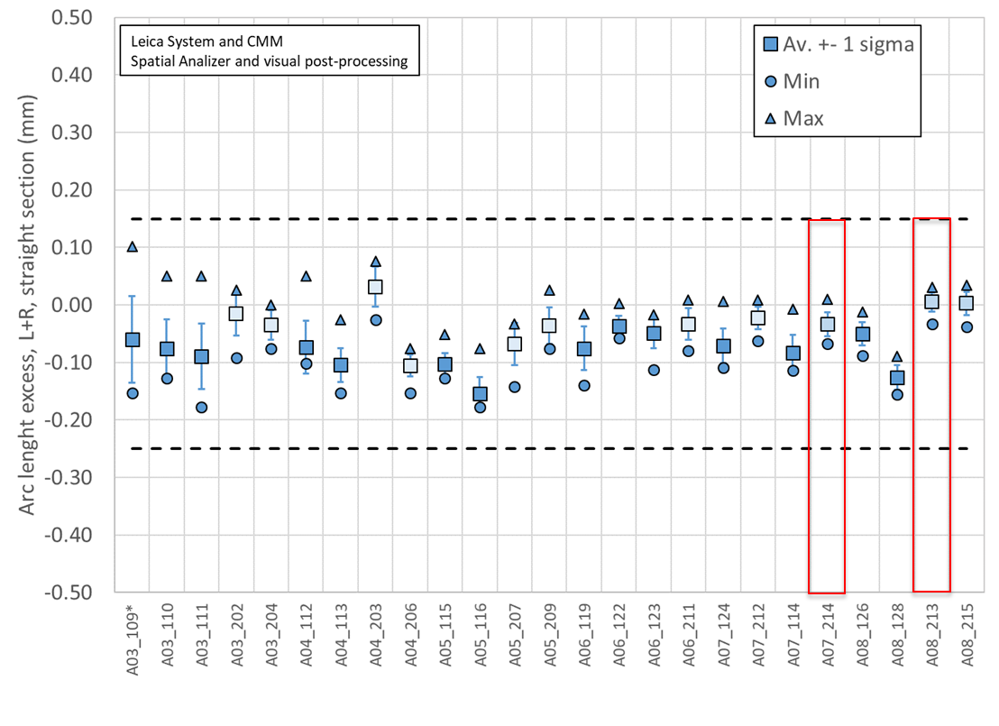 Leica System and CMM
Spatial Analizer and visual post-processing
Av. +- 1 sigma
Min
Max
Arc lenght excess, L+R, straight section (mm)
0.50
0.40
0.30
0.20
0.10
0.00
-0.10
-0.20
-0.30
-0.40
-0.50
A03_109*
A03_110
A03_111
A03_202
A03_204
A04_112
A04_113
A04_203
A04_206
A05_115
A05_116
A05_207
A05_209
A06_119
A06_122
A06_123
A06_211
A07_124
A07_212
A07_114
A07_214
A08_126
A08_128
A08_213
A08_215